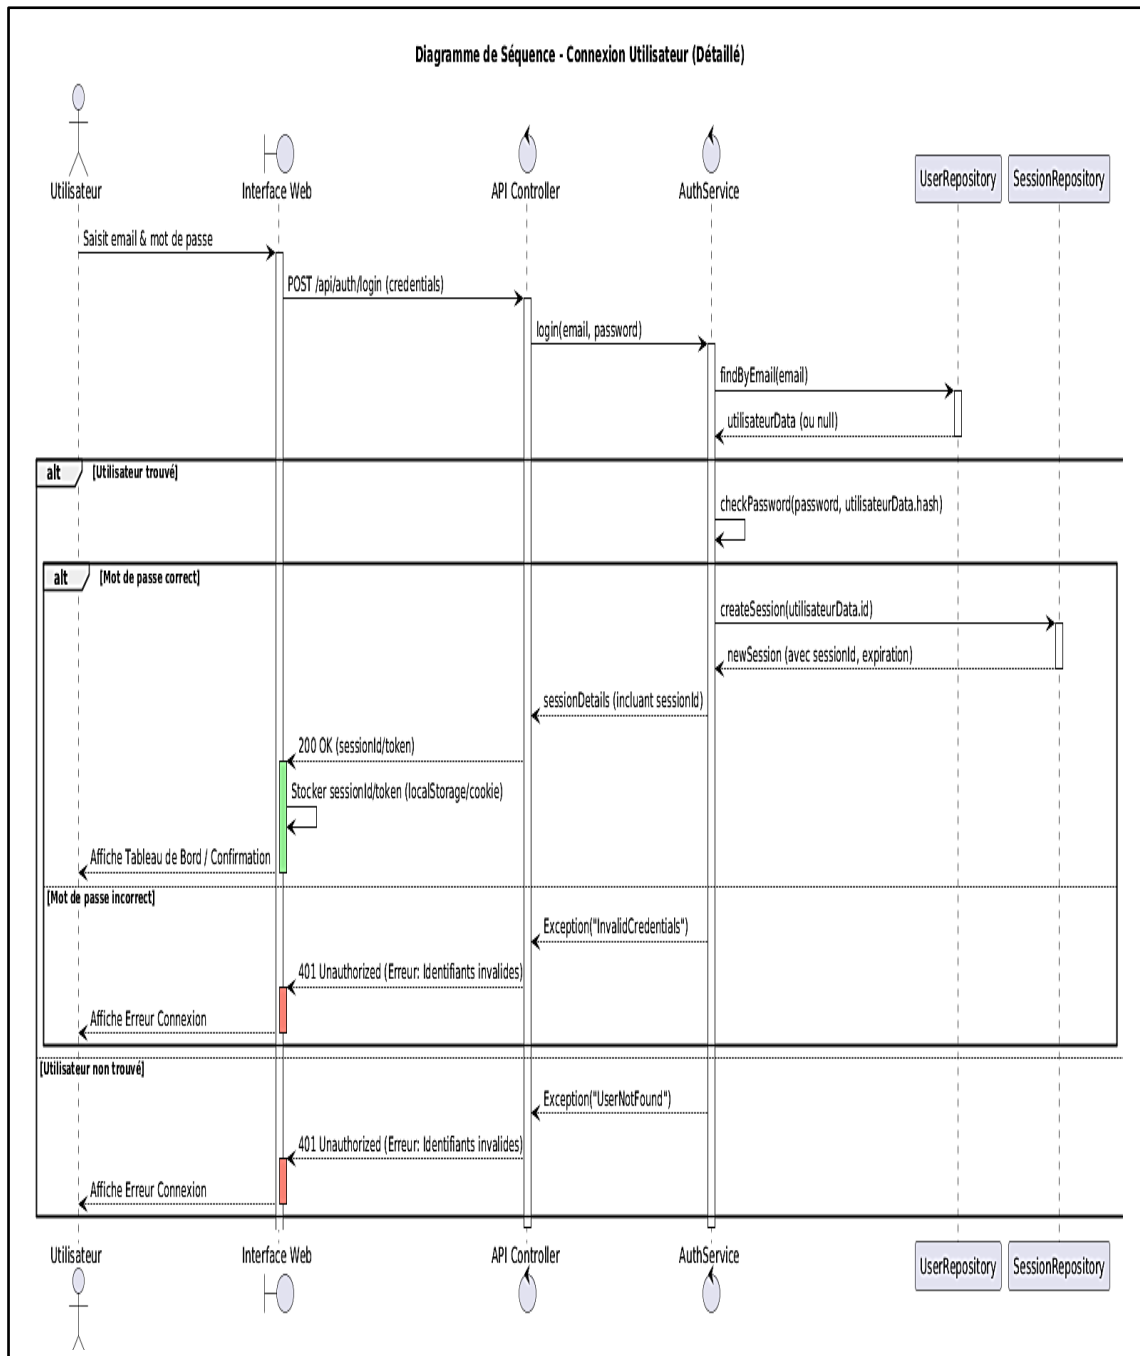 Diagramme de Séquence - Connexion Utilisateur (Détaillé)
Utilisateur
Interface Web
API Controller
AuthService
UserRepository
SessionRepository
Saisit email & mot de passe
POST /api/auth/login (credentials)
login(email, password)
findByEmail(email)
utilisateurData (ou null)
alt [Utilisateur trouvé]
checkPassword(password, utilisateurData.hash)
alt [Mot de passe correct]
createSession(utilisateurData.id)
newSession (avec sessionId, expiration)
sessionDetails (incluant sessionId)
200 OK (sessionId/token)
Stocker sessionId/token (localStorage/cookie)
Affiche Tableau de Bord / Confirmation
[Mot de passe incorrect]
Exception("InvalidCredentials")
401 Unauthorized (Erreur: Identifiants invalides)
Affiche Erreur Connexion
[Utilisateur non trouvé]
Exception("UserNotFound")
401 Unauthorized (Erreur: Identifiants invalides)
Affiche Erreur Connexion
Utilisateur
Interface Web
API Controller
AuthService
UserRepository
SessionRepository